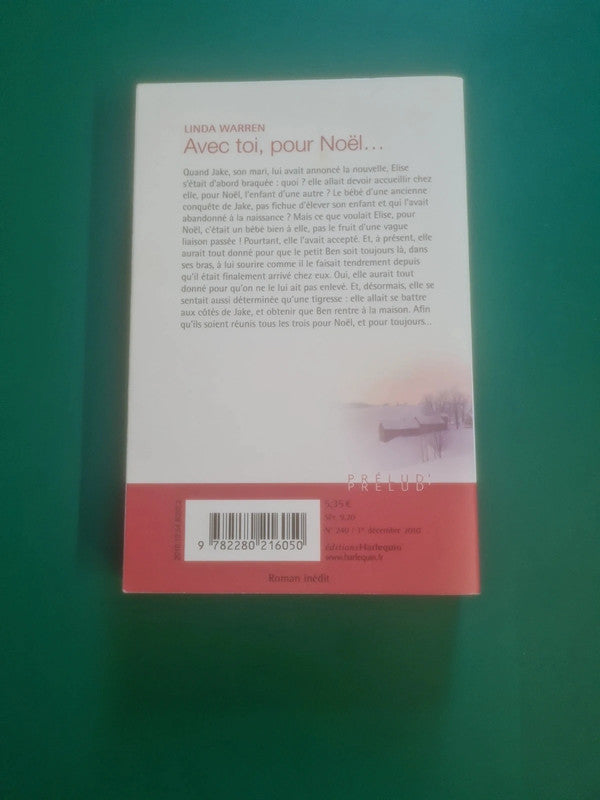 LINDA WARREN
Avec toi, pour Noël...
Quand Jake, son mari, lui avait annoncé la nouvelle, Elise
s'était d'abord braquée : quoi ? elle allait devoir accueillir chez
elle, pour Noël, l'enfant d'une autre ? Le bébé d'une ancienne
conquête de Jake, pas fichue d'élever son enfant et qui l'avait
abandonné à la naissance ? Mais ce que voulait Elise, pour
Noël, c'était un bébé bien à elle, pas le fruit d'une vague
liaison passée ! Pourtant, elle l'avait accepté. Et, à présent, elle
aurait tout donné pour que le petit Ben soit toujours là, dans
ses bras, à lui sourire comme il le faisait tendrement depuis
qu'il était finalement arrivé chez eux. Oui, elle aurait tout
donné pour qu'on ne le lui ait pas enlevé. Et, désormais, elle se
sentait aussi déterminée qu'une tigresse : elle allait se battre
aux côtés de Jake, et obtenir que Ben rentre à la maison. Afin
qu'ils soient réunis tous les trois pour Noël, et pour toujours...
PRÉLUD'
PRÉLUD'
5,35 €
SFr. 9.20
N° 240 / 1er décembre 2010
éditions Harlequin
www.harlequin.fr
9 782280 216050
Roman inédit